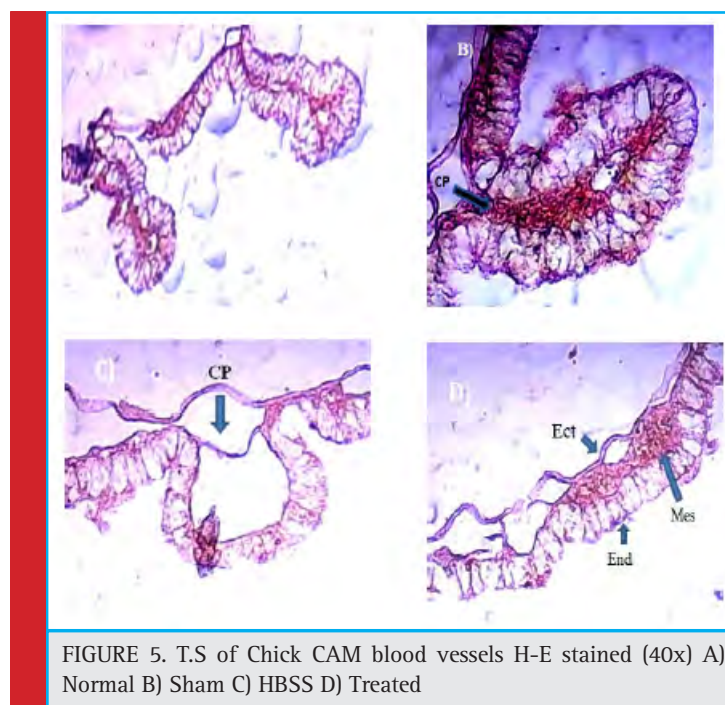 B)
CP
C)
CP
D)
Ect
Mes
End
FIGURE 5. T.S of Chick CAM blood vessels H-E stained (40x) A)
Normal B) Sham C) HBSS D) Treated